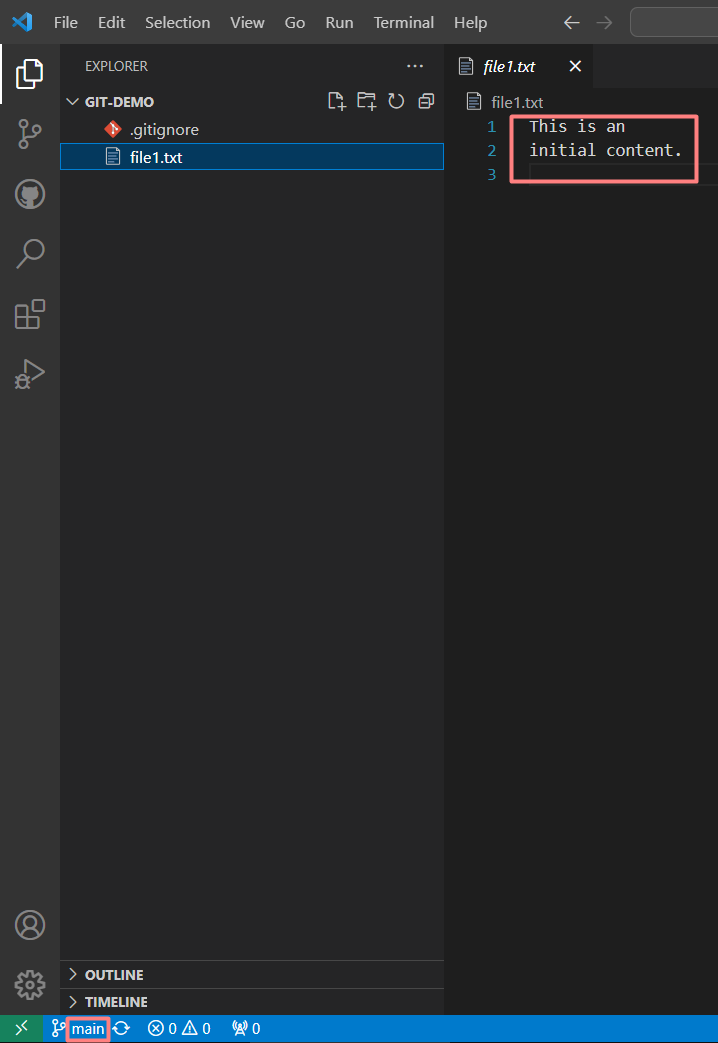 File Edit Selection View Go Run Terminal Help
EXPLORER
GIT-DEMO
.gitignore
file1.txt
file1.txt
file1.txt
1 This is an
2 initial content.
3
OUTLINE
TIMELINE
main 0 0 0